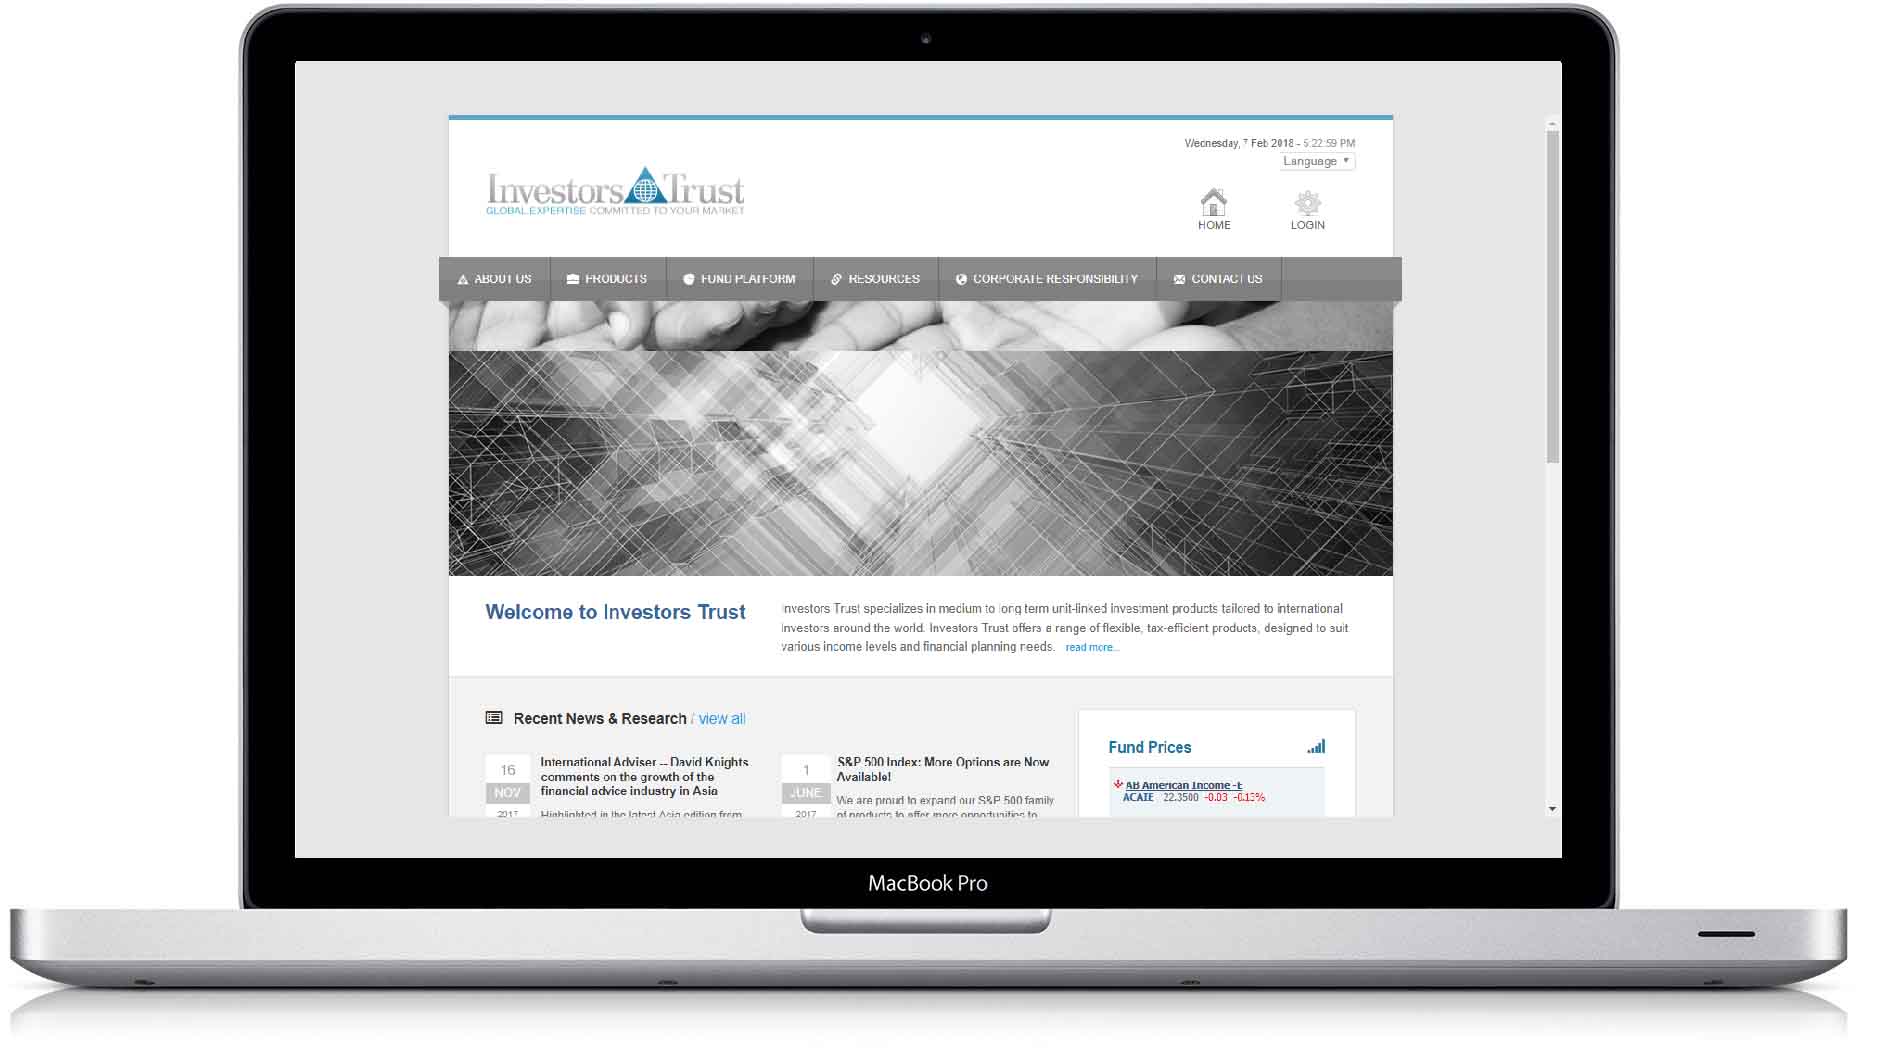 Wednesday, 7 Feb 2018 - 5:22:59 PM
Language
Investors Trust
GLOBAL EXPERTISE COMMITTED TO YOUR MARKET
HOME LOGIN
ABOUT US PRODUCTS FUND PLATFORM RESOURCES CORPORATE RESPONSIBILITY CONTACT US
Welcome to Investors Trust
Investors Trust specializes in medium to long term unit-linked investment products tailored to international
investors around the world. Investors Trust offers a range of flexible, tax-efficient products, designed to suit
various income levels and financial planning needs. read more...
Recent News & Research / view all
16
NOV
2017
International Adviser -- David Knights
comments on the growth of the
financial advice industry in Asia
Highlighted in the latest Asia edition from
1
JUNE
2017
S&P 500 Index: More Options are Now
Available!
We are proud to expand our S&P 500 family
of products to offer more opportunities to
Fund Prices
AB American Income -E
ACAIE 22.3500 -0.03 -0.13%
MacBook Pro